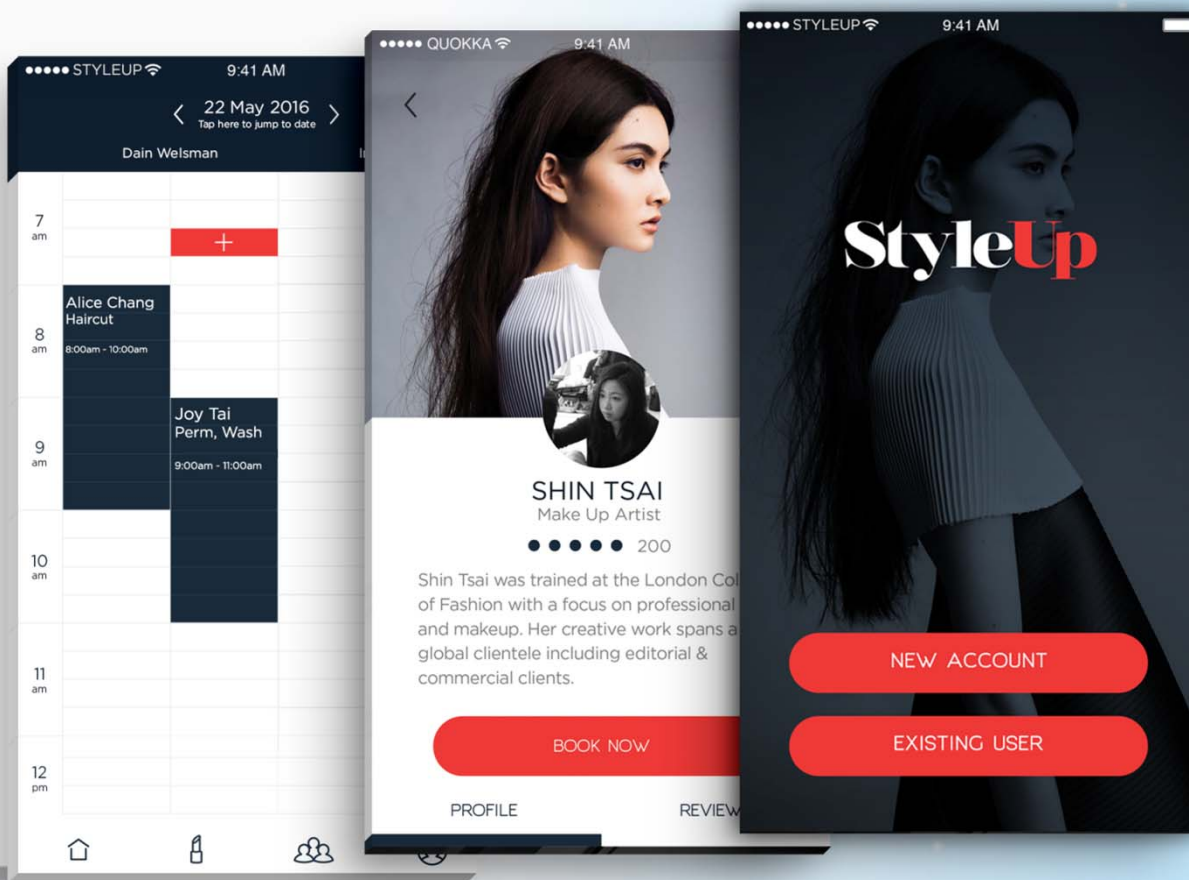 STYLEUP
9:41 AM
22 May 2016
Tap here to jump to date
Dain Welsman
7
am
+
Alice Chang
Haircut
8:00am - 10:00am
8
am
Joy Tai
Perm, Wash
9:00am - 11:00am
9
am
10
am
11
am
12
pm
QUOKKA
9:41 AM
SHIN TSAI
Make Up Artist
200
Shin Tsai was trained at the London Col
of Fashion with a focus on professional
and makeup. Her creative work spans a
global clientele including editorial &
commercial clients.
BOOK NOW
PROFILE
REVIEW
STYLEUP
9:41 AM
StyleUp
NEW ACCOUNT
EXISTING USER